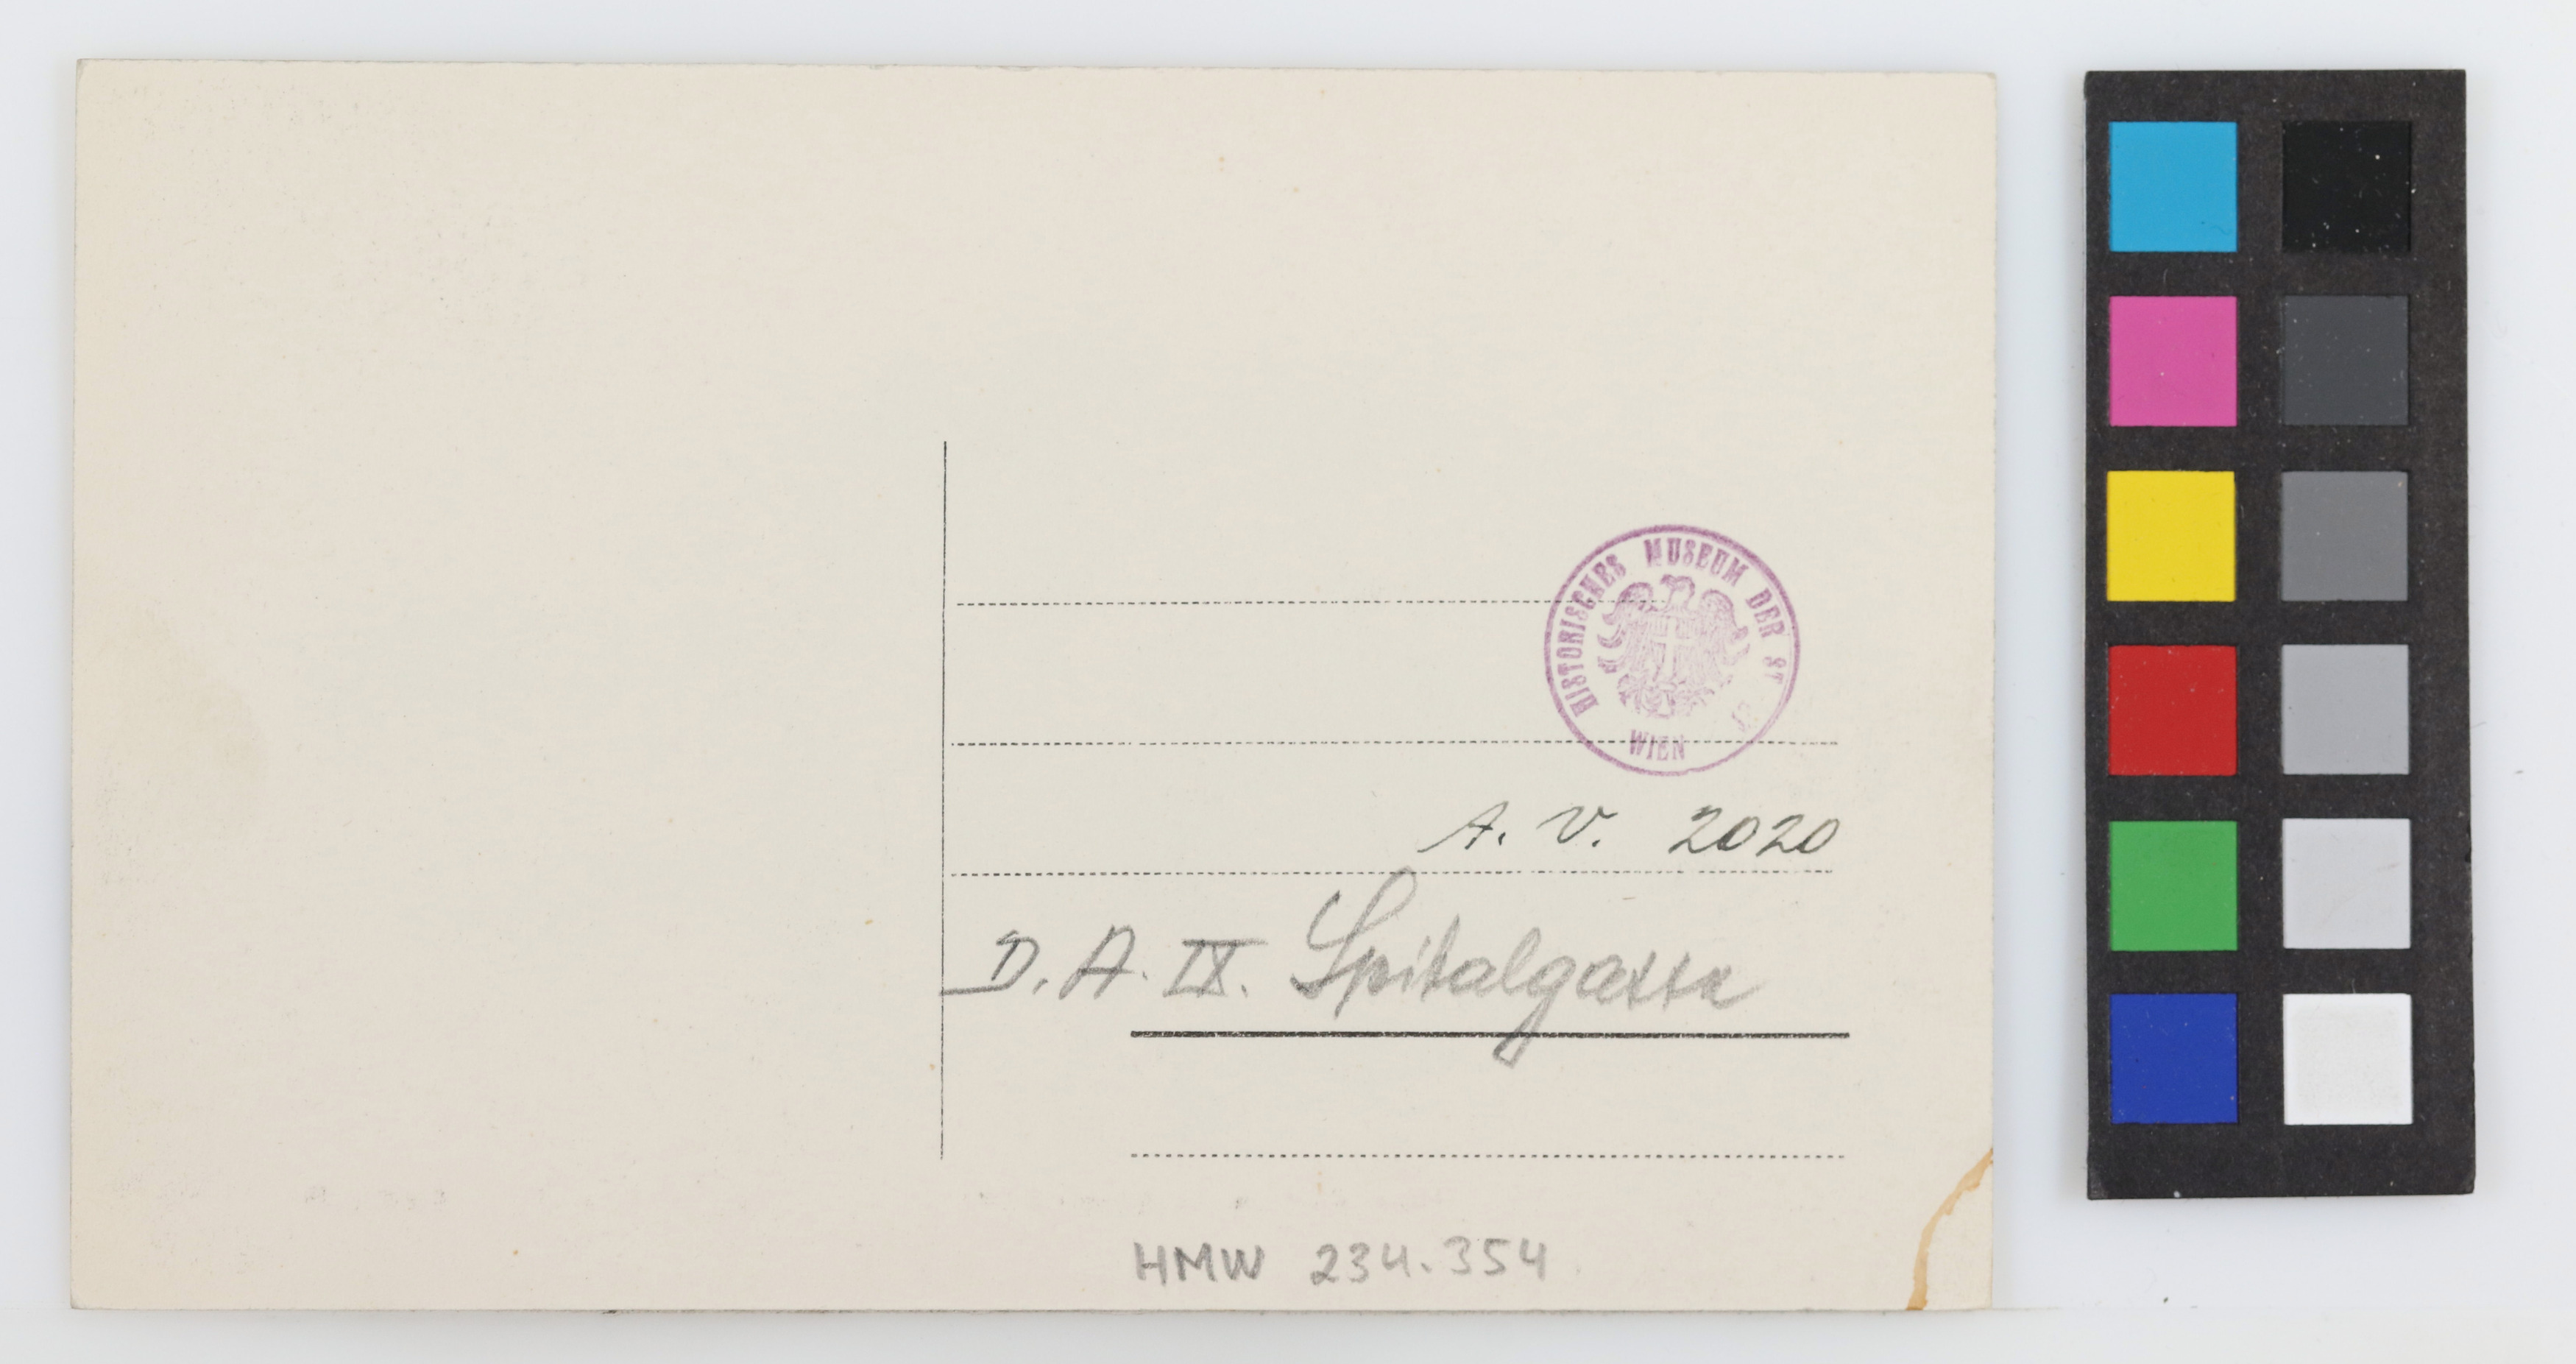 HISTORISCHES MUSEUM DER ST
WIEN
A. V. 2020
D. A. IX. Spitalgasse
HMW 234.354